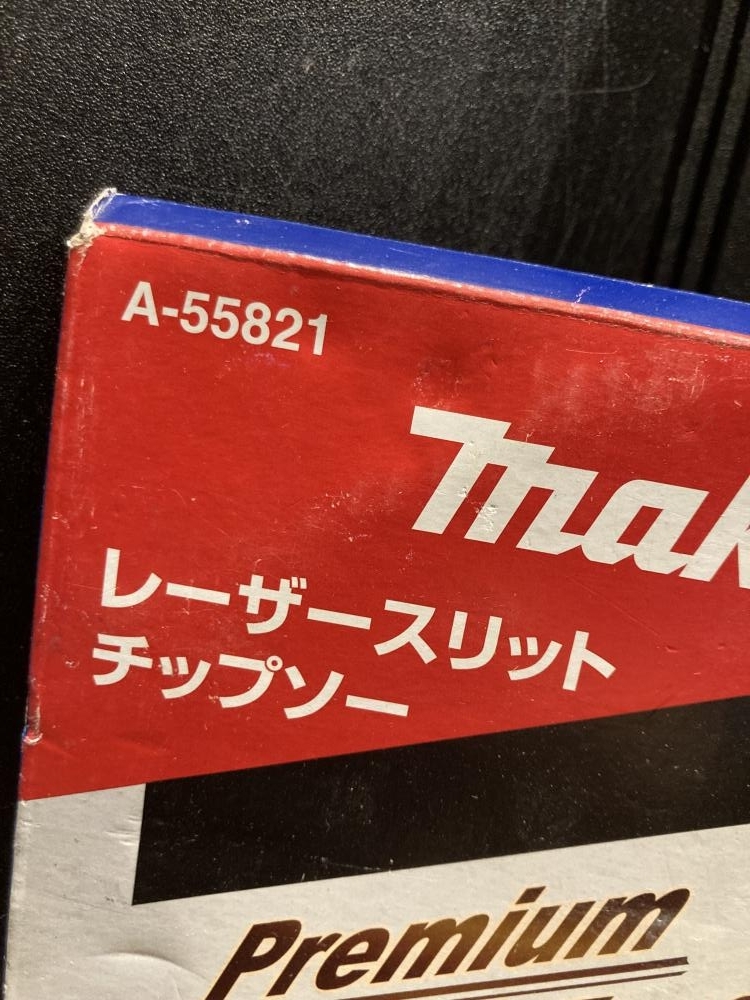 A-55821
mak
レーザースリット
チップソー
Premium